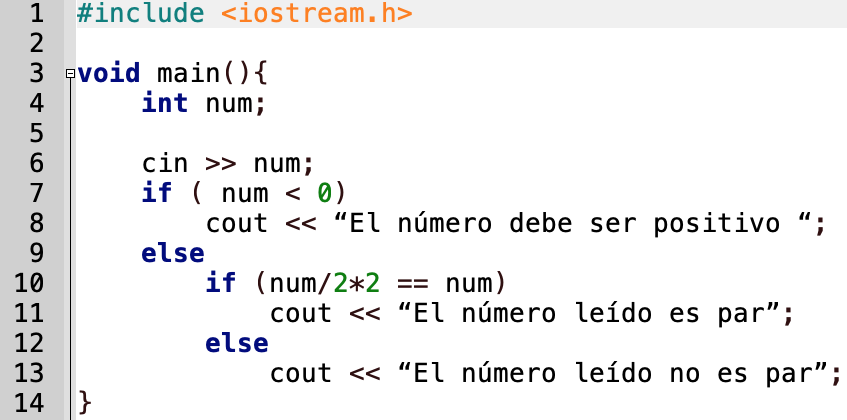 1 #include <iostream.h>
2
3 void main(){
4     int num;
5
6     cin >> num;
7     if ( num < 0)
8         cout << “El número debe ser positivo “;
9     else
10         if (num/2*2 == num)
11             cout << “El número leído es par”;
12         else
13             cout << “El número leído no es par”;
14 }